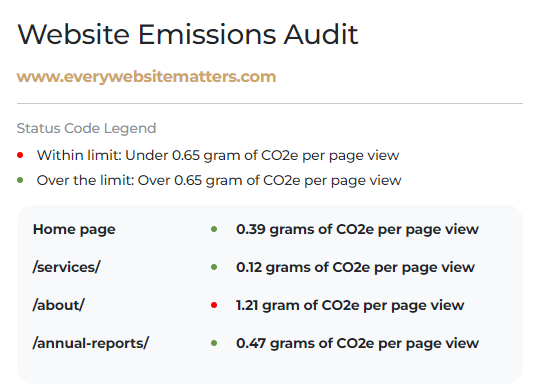 Website Emissions Audit
www.everywebsitematters.com
Status Code Legend
Within limit: Under 0.65 gram of CO2e per page view
Over the limit: Over 0.65 gram of CO2e per page view
Home page 0.39 grams of CO2e per page view
/services/ 0.12 grams of CO2e per page view
/about/ 1.21 gram of CO2e per page view
/annual-reports/ 0.47 grams of CO2e per page view